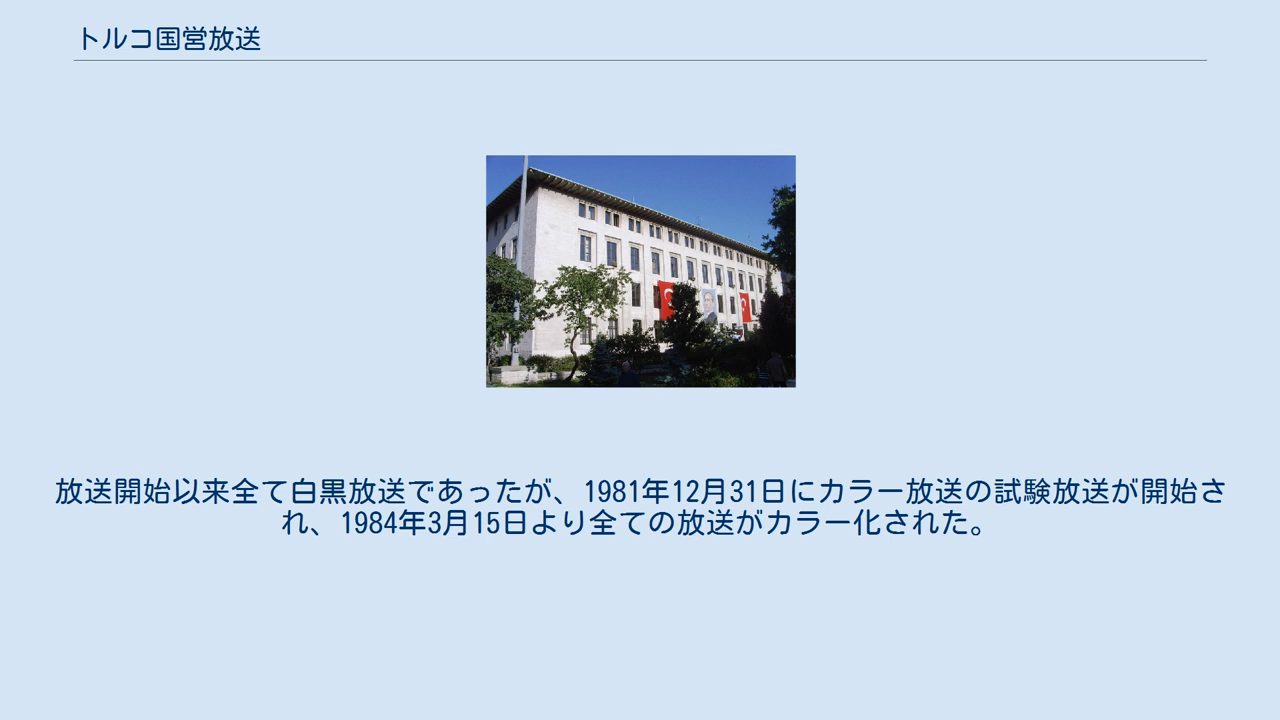 トルコ国営放送
放送開始以来全て白黒放送であったが、1981年12月31日にカラー放送の試験放送が開始さ
れ、1984年3月15日より全ての放送がカラー化された。